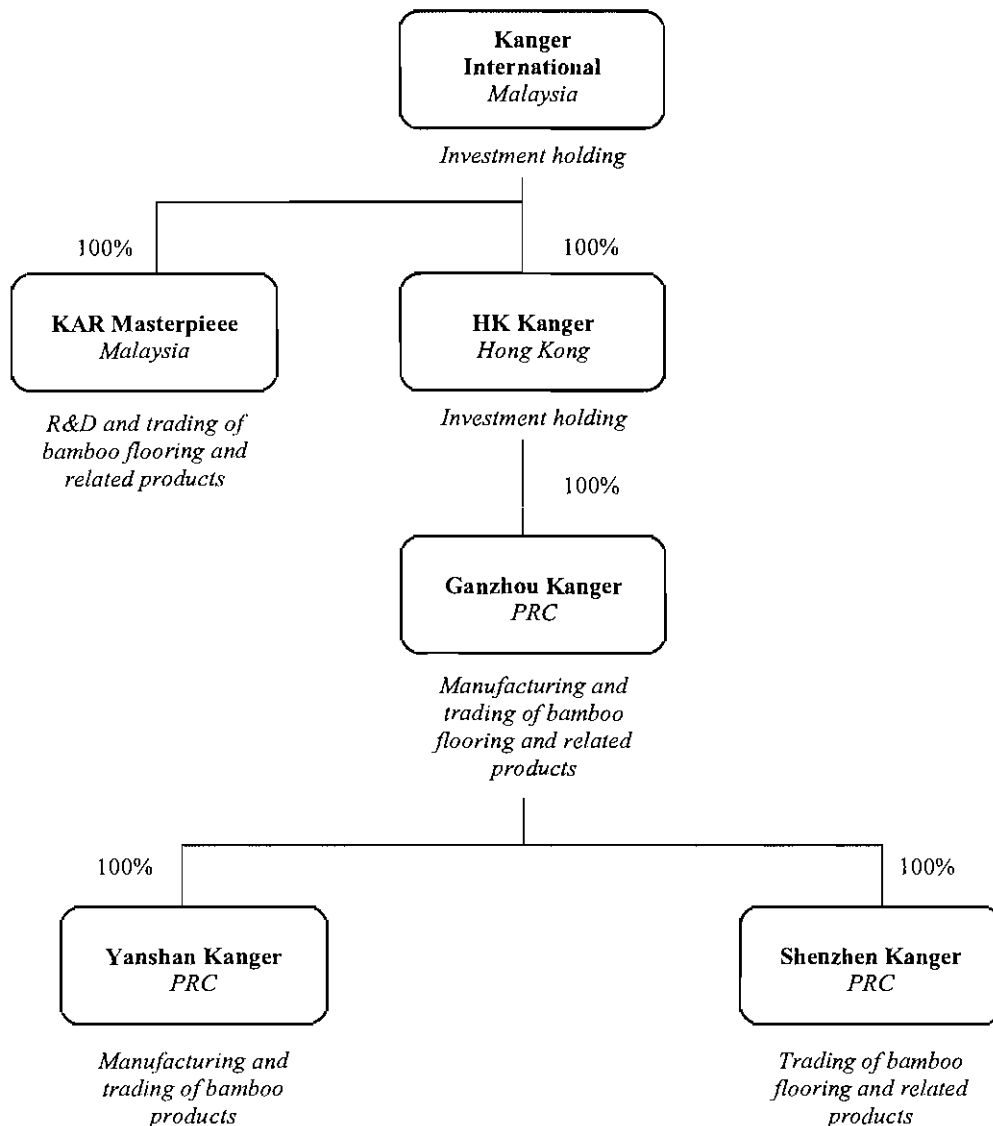 Kanger
International
Malaysia
Investment holding
100%
100%
KAR Masterpieee
Malaysia
HK Kanger
Hong Kong
R&D and trading of
bamboo flooring and
related products
Investment holding
100%
Ganzhou Kanger
PRC
Manufacturing and
trading of bamboo
flooring and related
products
100%
100%
Yanshan Kanger
PRC
Shenzhen Kanger
PRC
Manufacturing and
trading of bamboo
products
Trading of bamboo
flooring and related
products